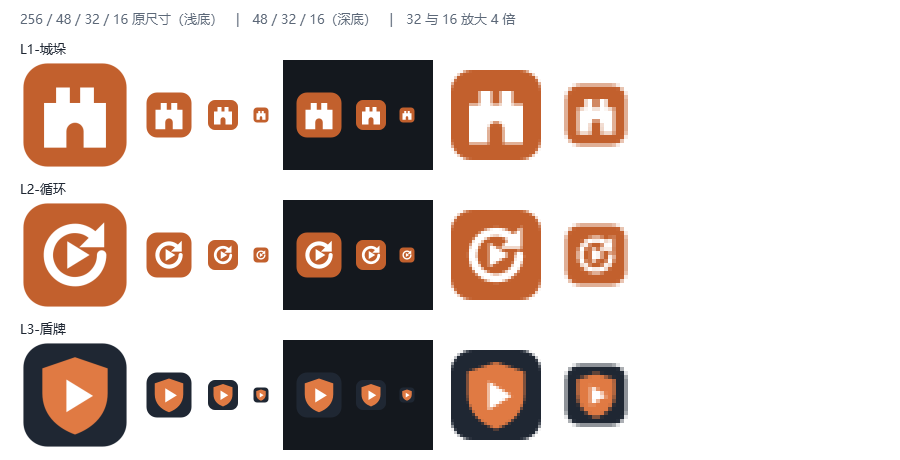 256 / 48 / 32 / 16 原尺寸（浅底） | 48 / 32 / 16（深底） | 32 与 16 放大 4 倍
L1-城垛
L2-循环
L3-盾牌